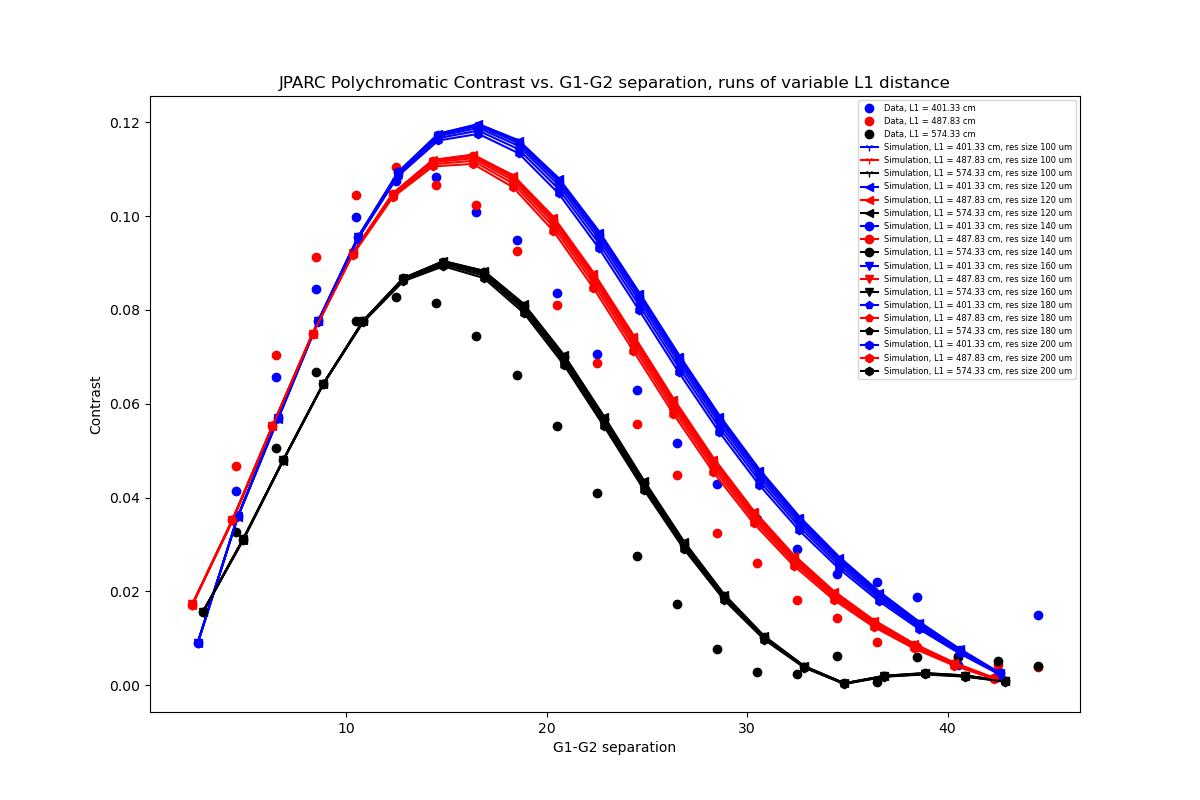 JPARC Polychromatic Contrast vs. G1-G2 separation, runs of variable L1 distance
Data, L1 = 401.33 cm
Data, L1 = 487.83 cm
Data, L1 = 574.33 cm
Simulation, L1 = 401.33 cm, res size 100 um
Simulation, L1 = 487.83 cm, res size 100 um
Simulation, L1 = 574.33 cm, res size 100 um
Simulation, L1 = 401.33 cm, res size 120 um
Simulation, L1 = 487.83 cm, res size 120 um
Simulation, L1 = 574.33 cm, res size 120 um
Simulation, L1 = 401.33 cm, res size 140 um
Simulation, L1 = 487.83 cm, res size 140 um
Simulation, L1 = 574.33 cm, res size 140 um
Simulation, L1 = 401.33 cm, res size 160 um
Simulation, L1 = 487.83 cm, res size 160 um
Simulation, L1 = 574.33 cm, res size 160 um
Simulation, L1 = 401.33 cm, res size 180 um
Simulation, L1 = 487.83 cm, res size 180 um
Simulation, L1 = 574.33 cm, res size 180 um
Simulation, L1 = 401.33 cm, res size 200 um
Simulation, L1 = 487.83 cm, res size 200 um
Simulation, L1 = 574.33 cm, res size 200 um
0.12
0.10
0.08
0.06
0.04
0.02
0.00
Contrast
10 20 30 40
G1-G2 separation